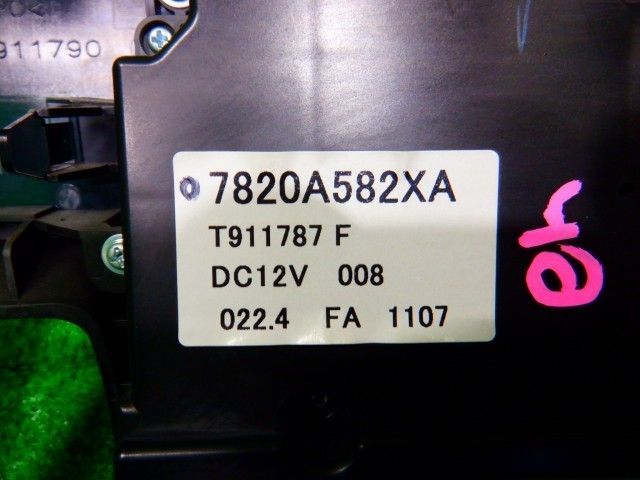 911790
7820A582XA
T911787 F
DC12V 008
022.4 FA 1107